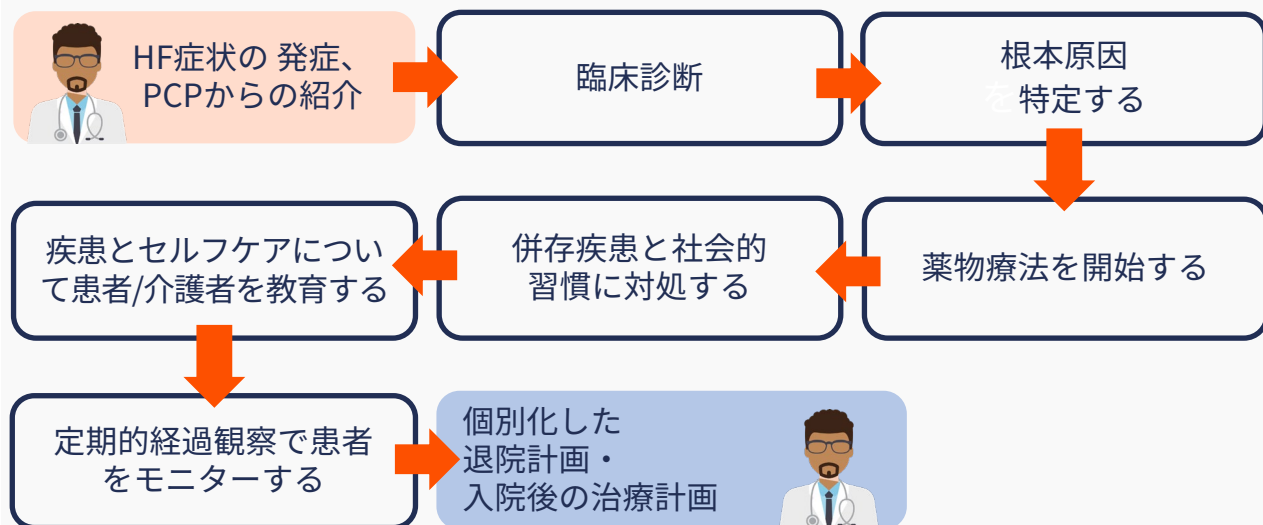 HF症状の 発症、
PCPからの紹介
臨床診断
根本原因
を特定する
薬物療法を開始する
併存疾患と社会的
習慣に対処する
疾患とセルフケアについ
て患者/介護者を教育する
定期的経過観察で患者
をモニターする
個別化した
退院計画・
入院後の治療計画